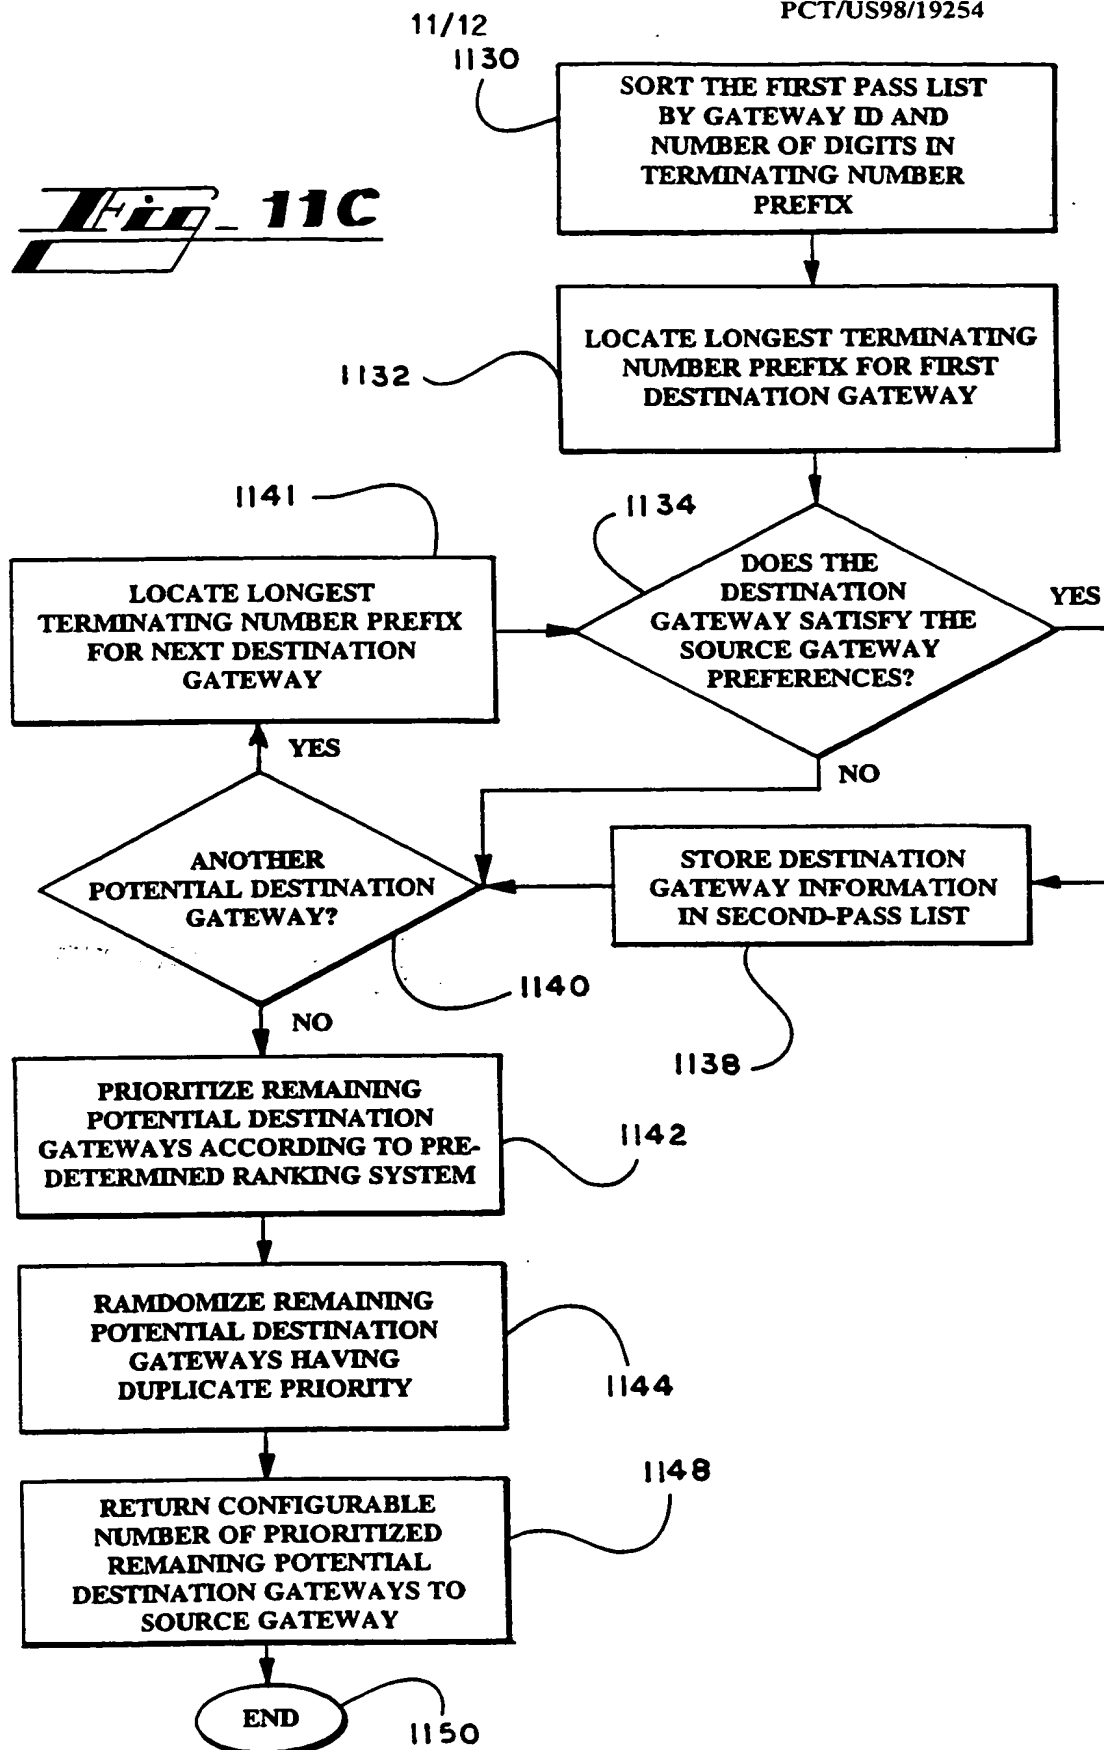 PCT/US98/19254
11/12
1130
SORT THE FIRST PASS LIST
BY GATEWAY ID AND
NUMBER OF DIGITS IN
TERMINATING NUMBER
PREFIX
Fig_ 11C
LOCATE LONGEST TERMINATING
NUMBER PREFIX FOR FIRST
DESTINATION GATEWAY
1132
1141
1134
DOES THE
DESTINATION
GATEWAY SATISFY THE
SOURCE GATEWAY
PREFERENCES?
YES
LOCATE LONGEST
TERMINATING NUMBER PREFIX
FOR NEXT DESTINATION
GATEWAY
YES
NO
ANOTHER
POTENTIAL DESTINATION
GATEWAY?
STORE DESTINATION
GATEWAY INFORMATION
IN SECOND-PASS LIST
1140
NO
1138
PRIORITIZE REMAINING
POTENTIAL DESTINATION
GATEWAYS ACCORDING TO PRE-
DETERMINED RANKING SYSTEM
1142
RAMDOMIZE REMAINING
POTENTIAL DESTINATION
GATEWAYS HAVING
DUPLICATE PRIORITY
1144
1148
RETURN CONFIGURABLE
NUMBER OF PRIORITIZED
REMAINING POTENTIAL
DESTINATION GATEWAYS TO
SOURCE GATEWAY
END
1150